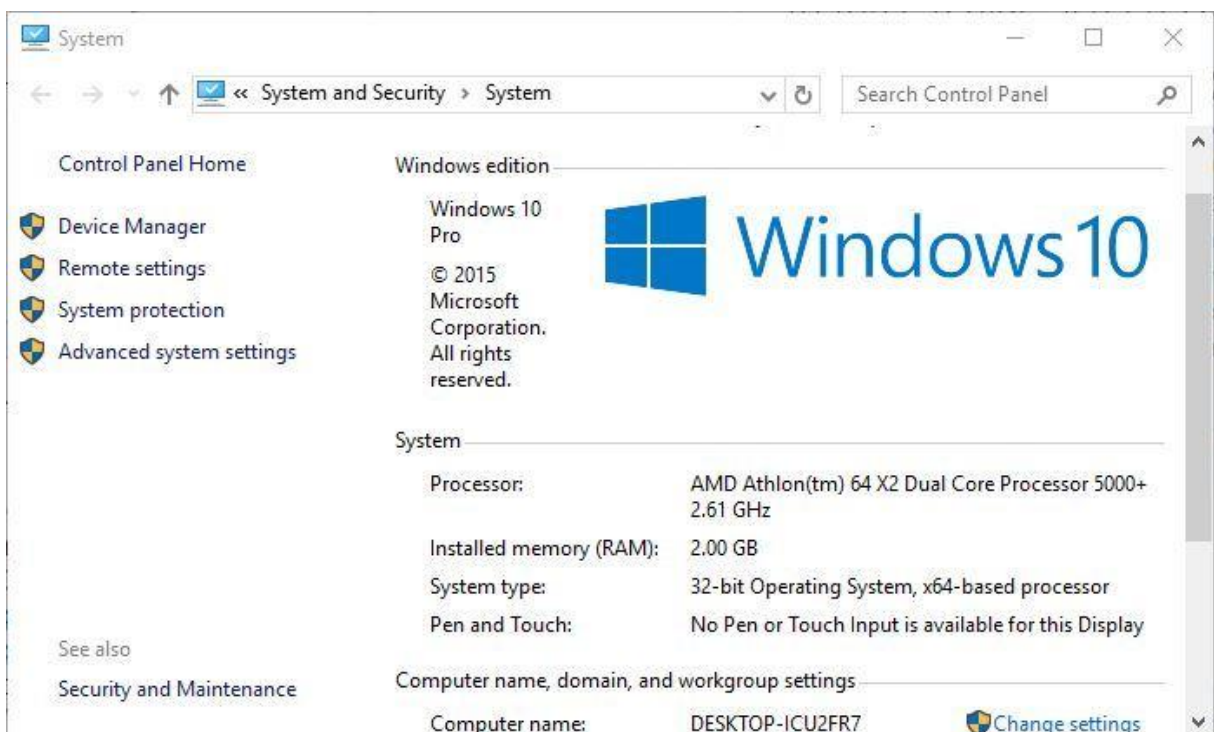 System
« System and Security › System
Search Control Panel
Control Panel Home
Device Manager
Remote settings
System protection
Advanced system settings
See also
Security and Maintenance
Windows edition
Windows 10
Pro
© 2015
Microsoft
Corporation.
All rights
reserved.
Windows 10
System
Processor: AMD Athlon(tm) 64 X2 Dual Core Processor 5000+
2.61 GHz
Installed memory (RAM): 2.00 GB
System type: 32-bit Operating System, x64-based processor
Pen and Touch: No Pen or Touch Input is available for this Display
Computer name, domain, and workgroup settings
Computer name: DESKTOP-ICU2FR7 Change settings